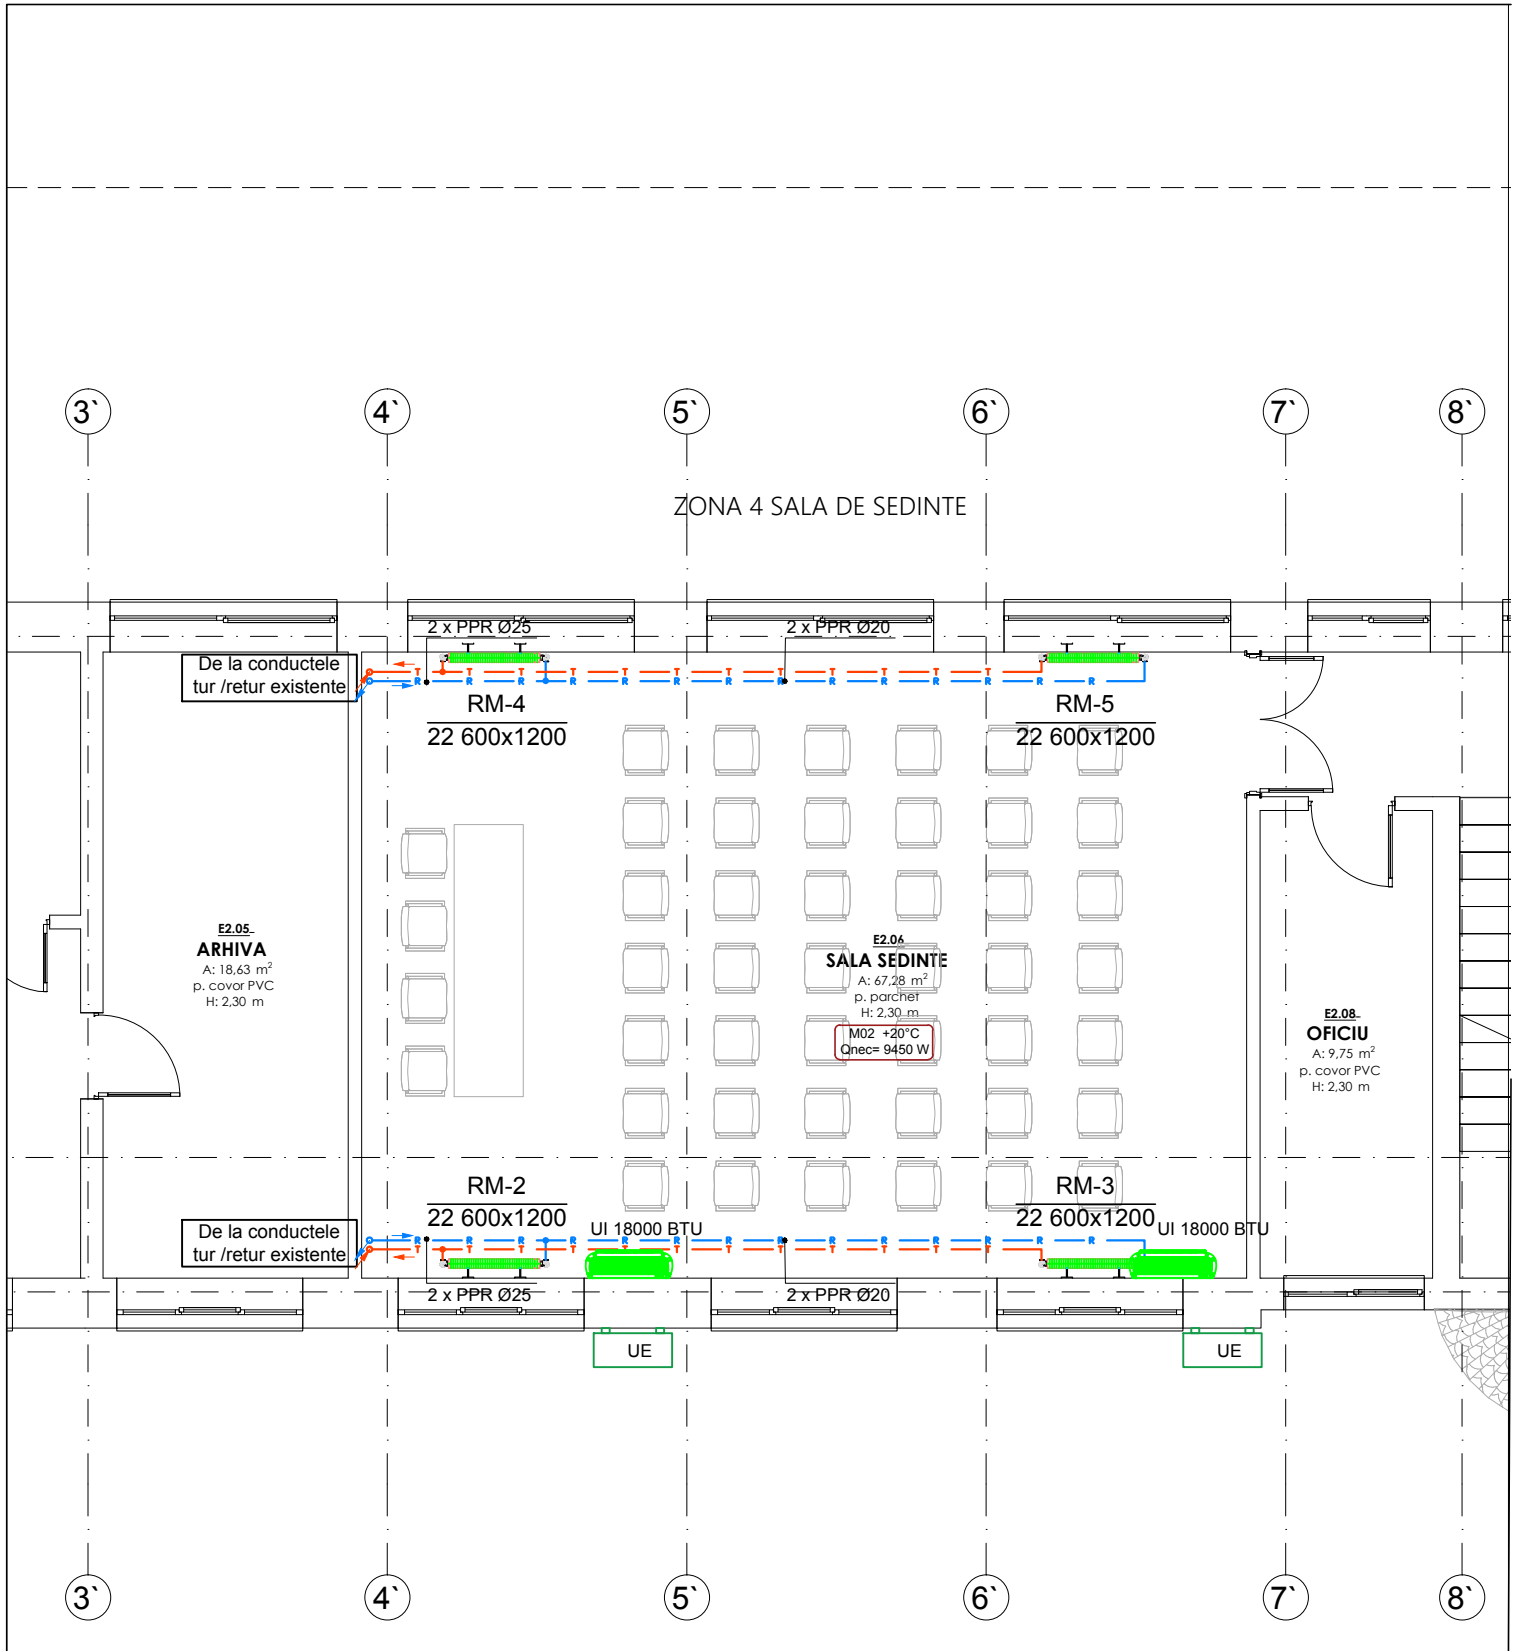 3` 4` 5` 6` 7` 8`
ZONA 4 SALA DE SEDINTE
2 x PPR Ø25
2 x PPR Ø20
De la conductele
tur /retur existente
T T T T T T T T T T T T
R R R R R R R R R R R R R R
RM-4
22 600x1200
RM-5
22 600x1200
E2.05
ARHIVA
A: 18,63 m²
p. covor PVC
H: 2,30 m
E2.06
SALA SEDINTE
A: 67,28 m²
p. parchet
H: 2,30 m
M02 +20°C
Qnec= 9450 W
E2.08
OFICIU
A: 9,75 m²
p. covor PVC
H: 2,30 m
RM-2
22 600x1200
RM-3
22 600x1200
UI 18000 BTU
UI 18000 BTU
De la conductele
tur /retur existente
R R R R R R R R R R R R R R
T T T T T T T T T T T T
2 x PPR Ø25
2 x PPR Ø20
UE
UE
3` 4` 5` 6` 7` 8`